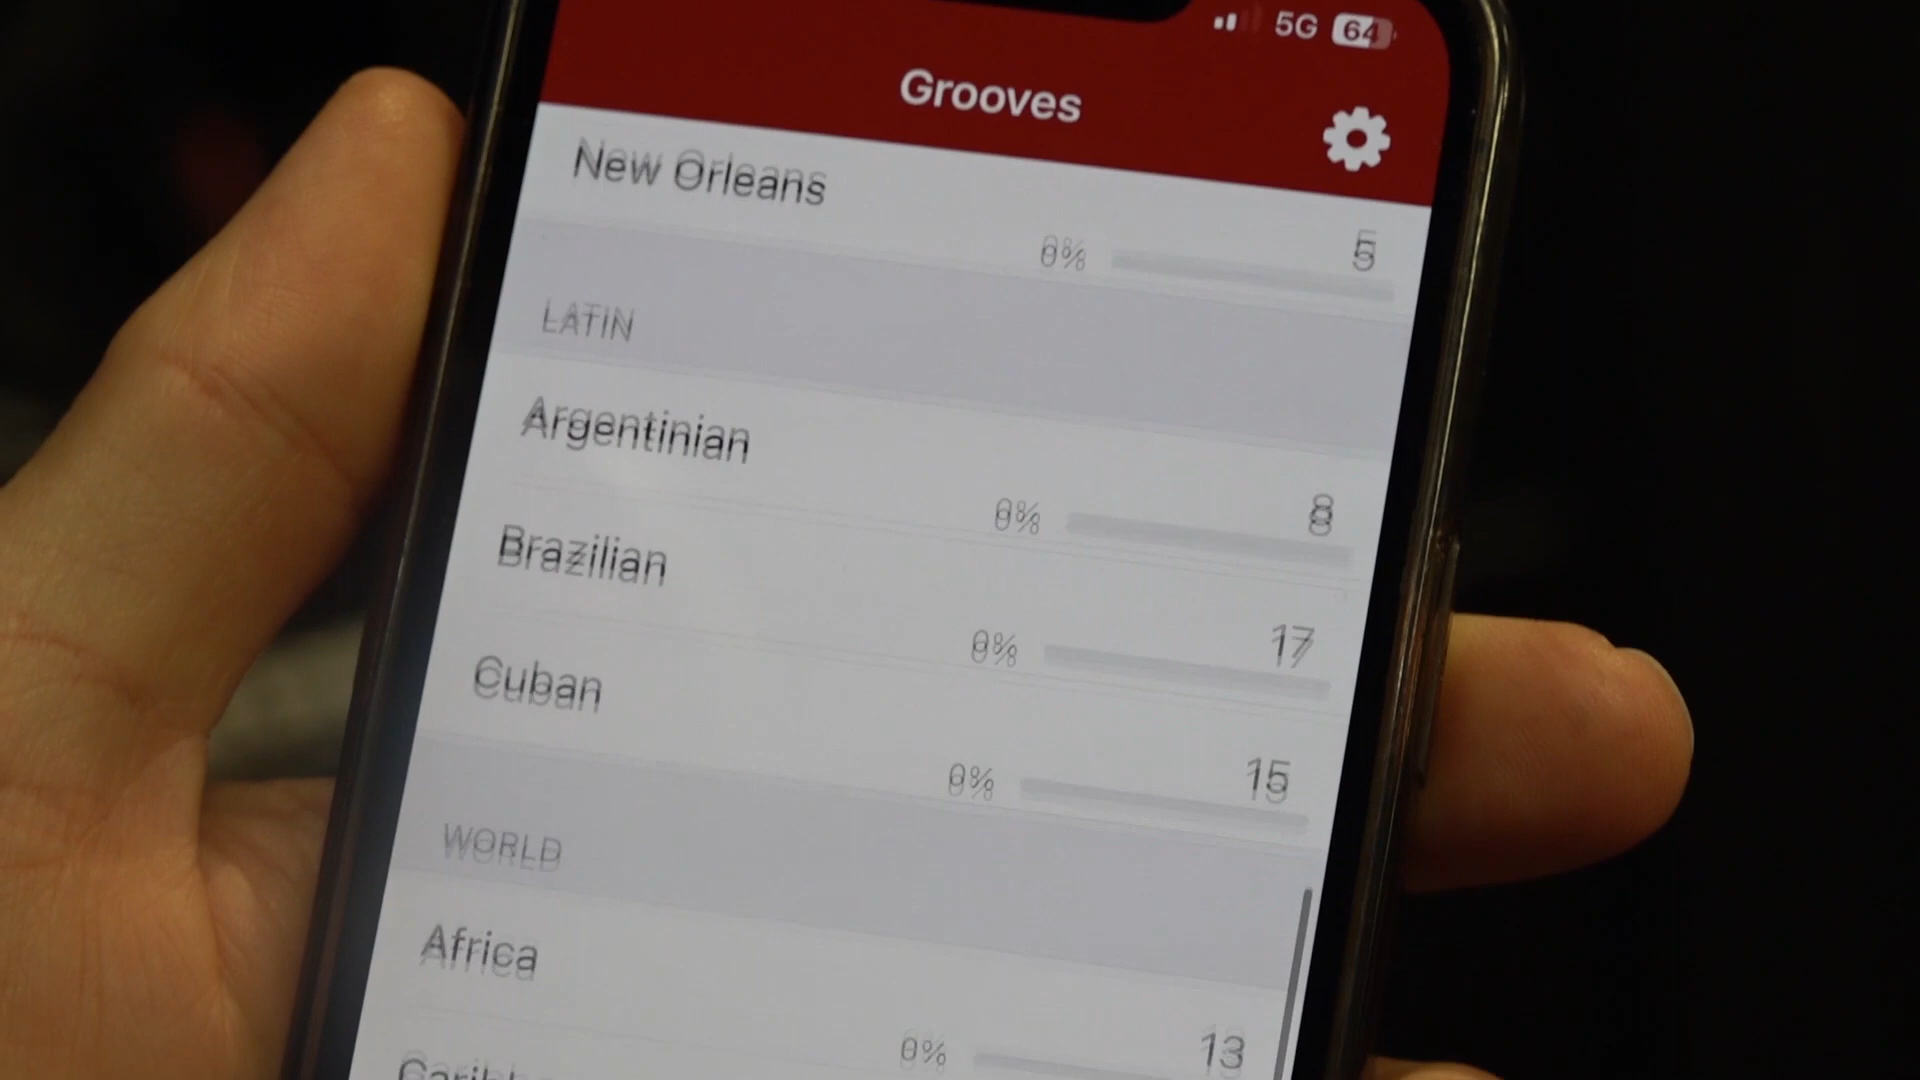 5G 64
Grooves
New Orleans
0% 5
LATIN
Argentinian
0% 8
Brazilian
0% 17
Cuban
0% 15
WORLD
Africa
0% 13